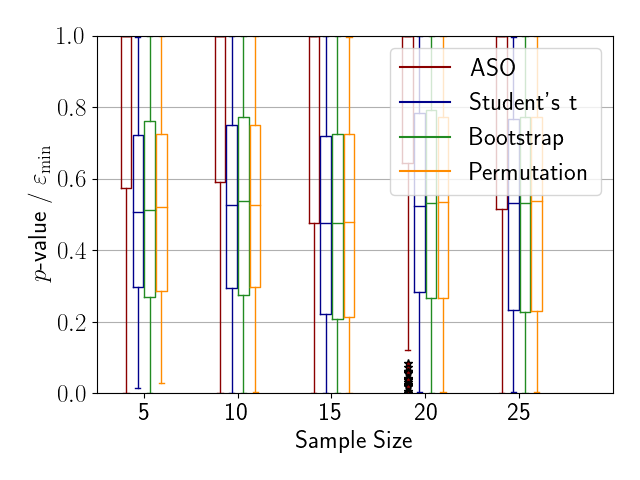 1.0
0.8
0.6
0.4
0.2
0.0
p-value / εmin
5 10 15 20 25
Sample Size
ASO
Student's t
Bootstrap
Permutation